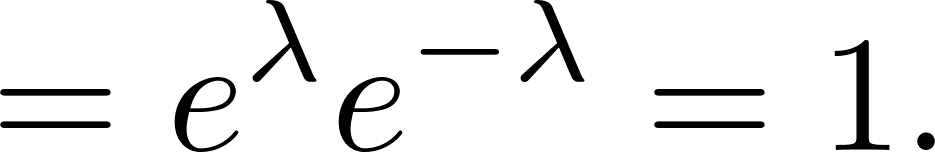 = e^λ e^{−λ} = 1.